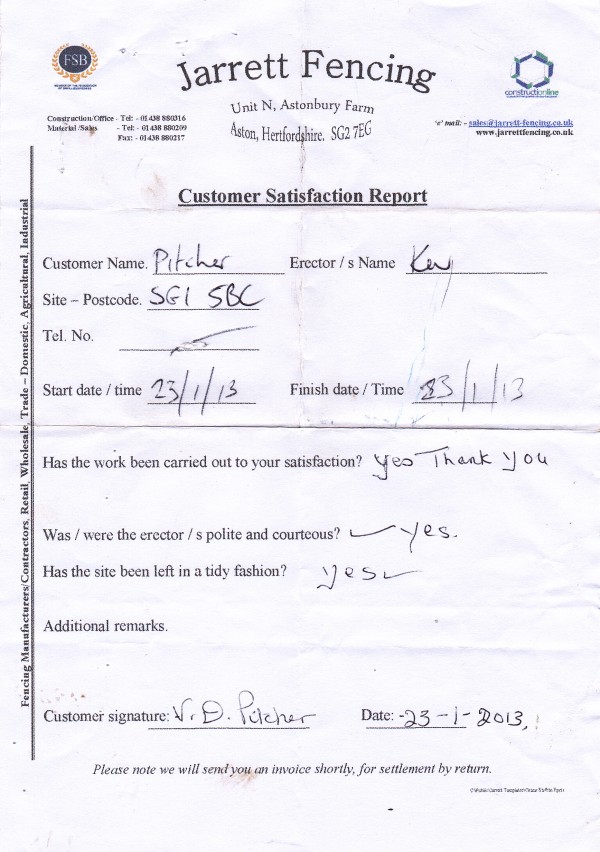 Jarrett Fencing
FSB
constructionline
Unit N, Astonbury Farm
Aston, Hertfordshire. SG2 7EG
Construction/Office - Tel: - 01438 880316
Material /Sales - Tel: - 01438 880209
Fax: - 01438 880217
'e' mail: - sales@jarrett-fencing.co.uk
www.jarrettfencing.co.uk
Customer Satisfaction Report
Customer Name. Pitcher Erector / s Name Kev
Site – Postcode. SG1 5BC
Tel. No.
Start date / time 23/1/13 Finish date / Time 23/1/13
Has the work been carried out to your satisfaction? yes Thank You
Was / were the erector / s polite and courteous? yes.
Has the site been left in a tidy fashion? yes
Additional remarks.
Customer signature: V. D. Pitcher Date: - 23-1-2013,
Please note we will send you an invoice shortly, for settlement by return.
Fencing Manufacturers/Contractors, Retail, Wholesale, Trade – Domestic, Agricultural, Industrial